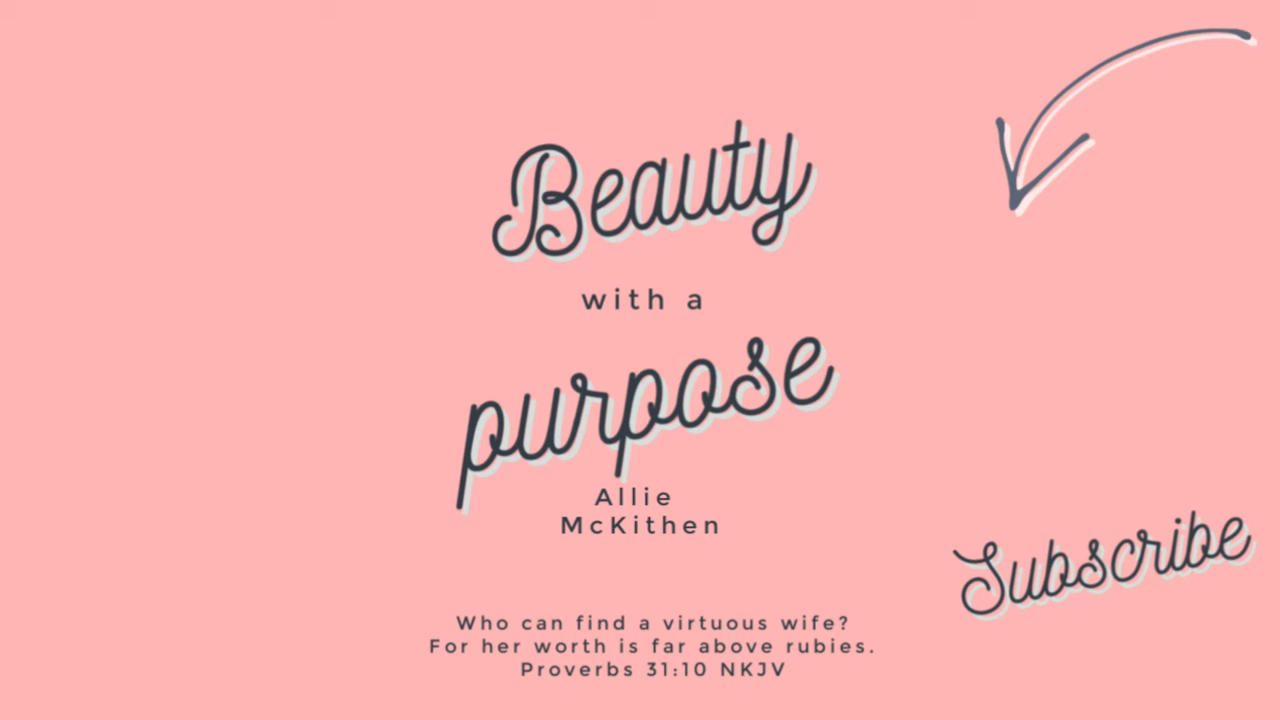 Beauty
with a
purpose
Allie
McKithen
Subscribe
Who can find a virtuous wife?
For her worth is far above rubies.
Proverbs 31:10 NKJV